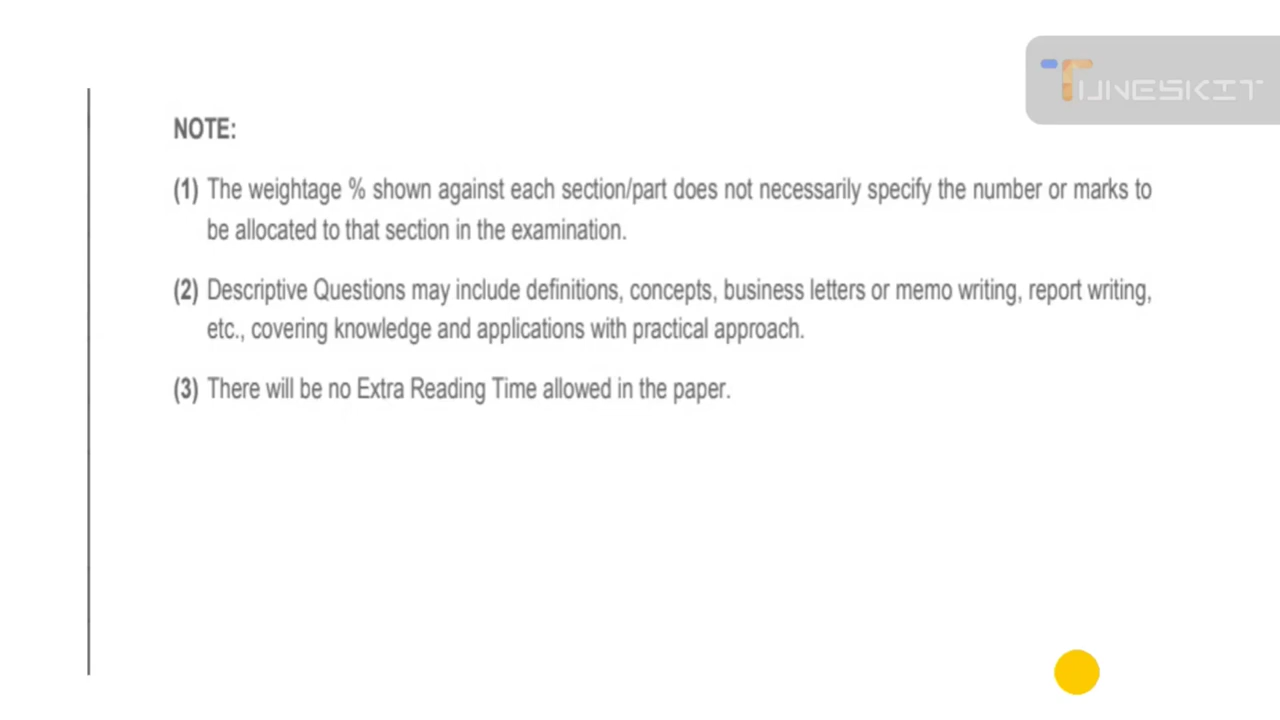 TUNESKIT
NOTE:
(1) The weightage % shown against each section/part does not necessarily specify the number or marks to
be allocated to that section in the examination.
(2) Descriptive Questions may include definitions, concepts, business letters or memo writing, report writing,
etc., covering knowledge and applications with practical approach.
(3) There will be no Extra Reading Time allowed in the paper.